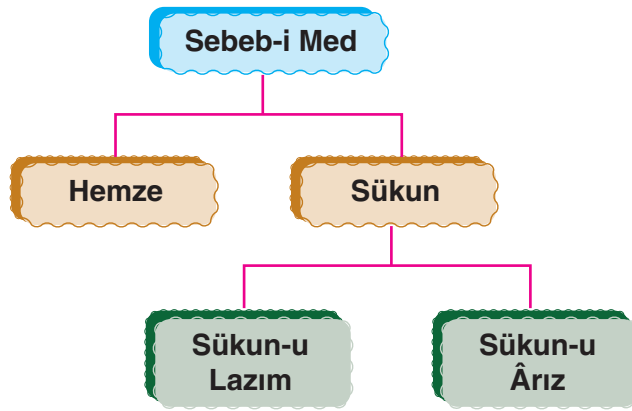 Sebeb-i Med
Hemze
Sükun
Sükun-u
Lazım
Sükun-u
Ârız